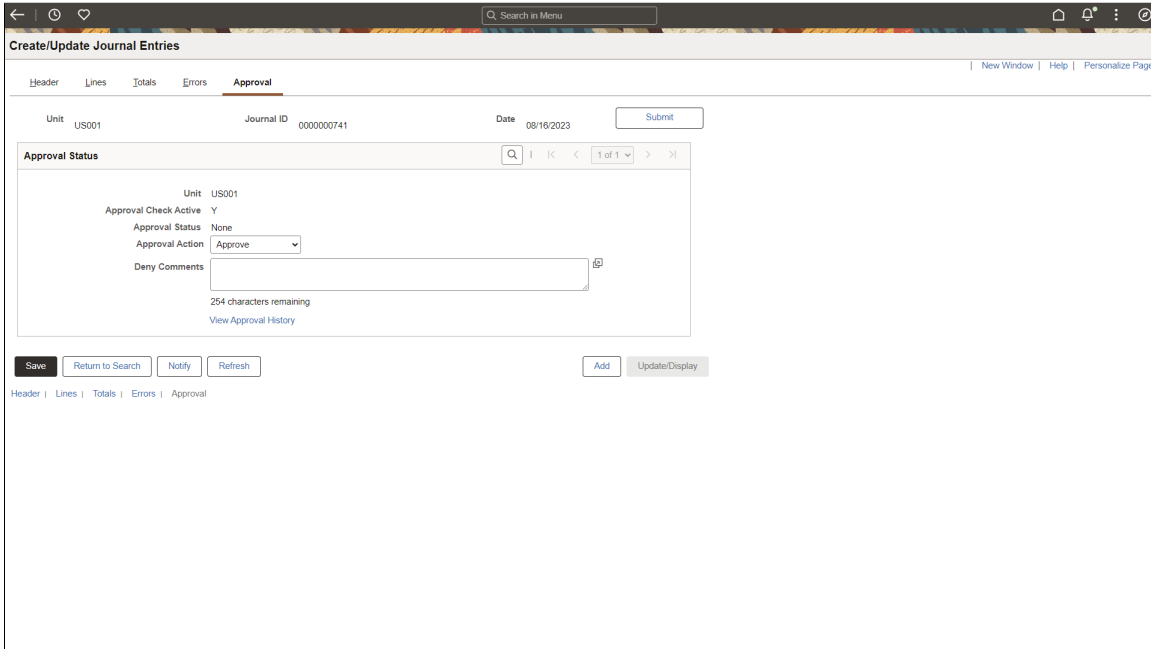 Search in Menu
Create/Update Journal Entries
| New Window | Help | Personalize Page
Header Lines Totals Errors Approval
Unit US001 Journal ID 0000000741 Date 08/16/2023 Submit
Approval Status 1 of 1
Unit US001
Approval Check Active Y
Approval Status None
Approval Action Approve
Deny Comments
254 characters remaining
View Approval History
Save Return to Search Notify Refresh Add Update/Display
Header | Lines | Totals | Errors | Approval